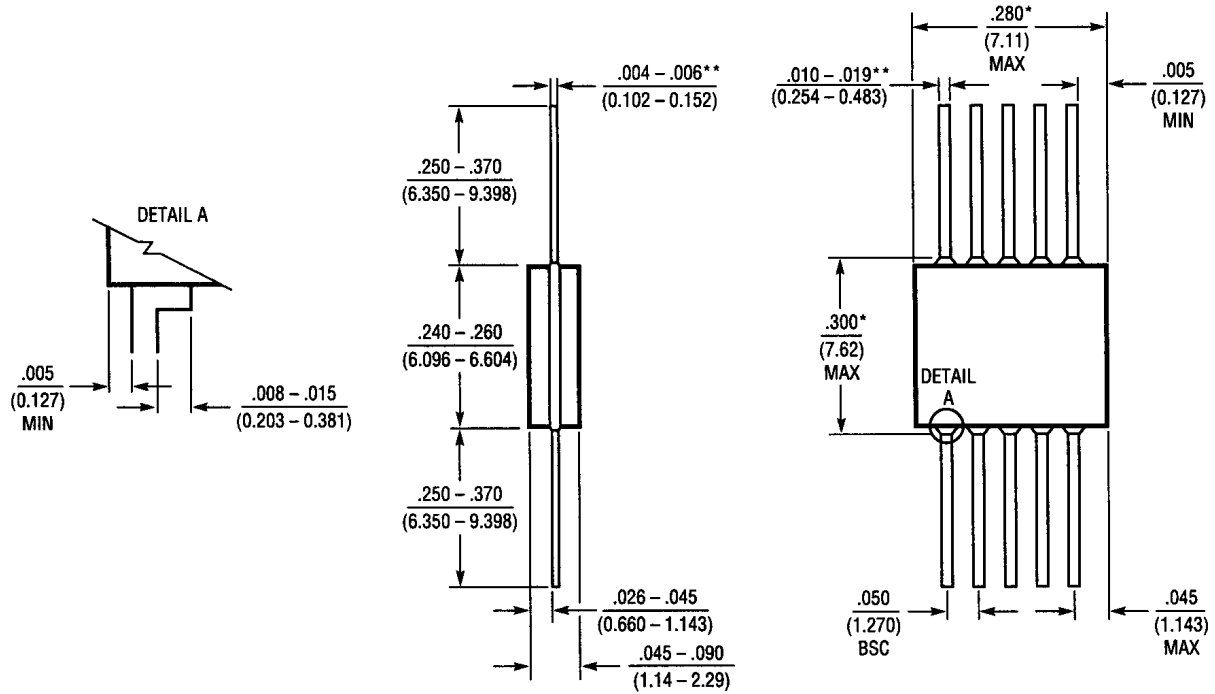 .280*
(7.11)
MAX
.004 – .006**
(0.102 – 0.152)
.010 – .019**
(0.254 – 0.483)
.005
(0.127)
MIN
.250 – .370
(6.350 – 9.398)
DETAIL A
.240 – .260
(6.096 – 6.604)
.300*
(7.62)
MAX
DETAIL
A
.005
(0.127)
MIN
.008 – .015
(0.203 – 0.381)
.250 – .370
(6.350 – 9.398)
.026 – .045
(0.660 – 1.143)
.050
(1.270)
BSC
.045
(1.143)
MAX
.045 – .090
(1.14 – 2.29)